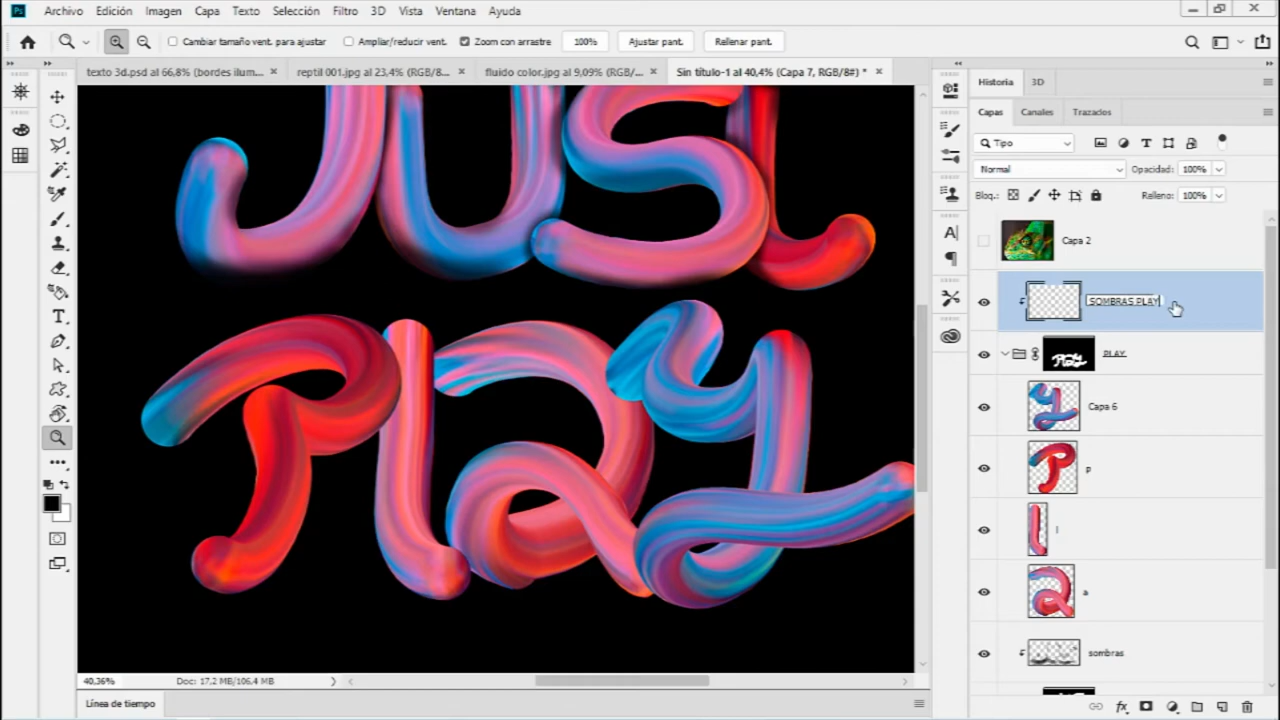 Ps Archivo Edición Imagen Capa Texto Selección Filtro 3D Vista Ventana Ayuda
Cambiar tamaño vent. para ajustar Ampliar/reducir vent. Zoom con arrastre 100% Ajustar pant. Rellenar pant.
texto 3d.psd al 66,8% (bordes ilum... × reptil 001.jpg al 23,4% (RGB/8... × fluido color.jpg al 9,09% (RGB/... × Sin título-1 al 40,4% (Capa 7, RGB/8#) * ×
Historia 3D
Capas Canales Trazados
Tipo
Normal Opacidad: 100%
Bloq.: Relleno: 100%
Capa 2
SOMBRAS PLAY
PLAY
Capa 6
p
l
a
sombras
JUST
PLAY
40,36% Doc: 17,2 MB/106,4 MB
Línea de tiempo